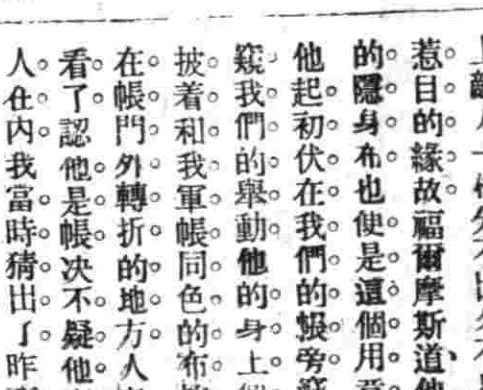 惹目的緣故福爾摩斯道、他
的隱身布也便是這個用意
他起初伏在我們的帳旁
窺我們的舉動他的身上
披着和我軍帳同色的布
在帳門外轉折的地方人
看了認他是帳决不疑他
人在內我當時猜出昨